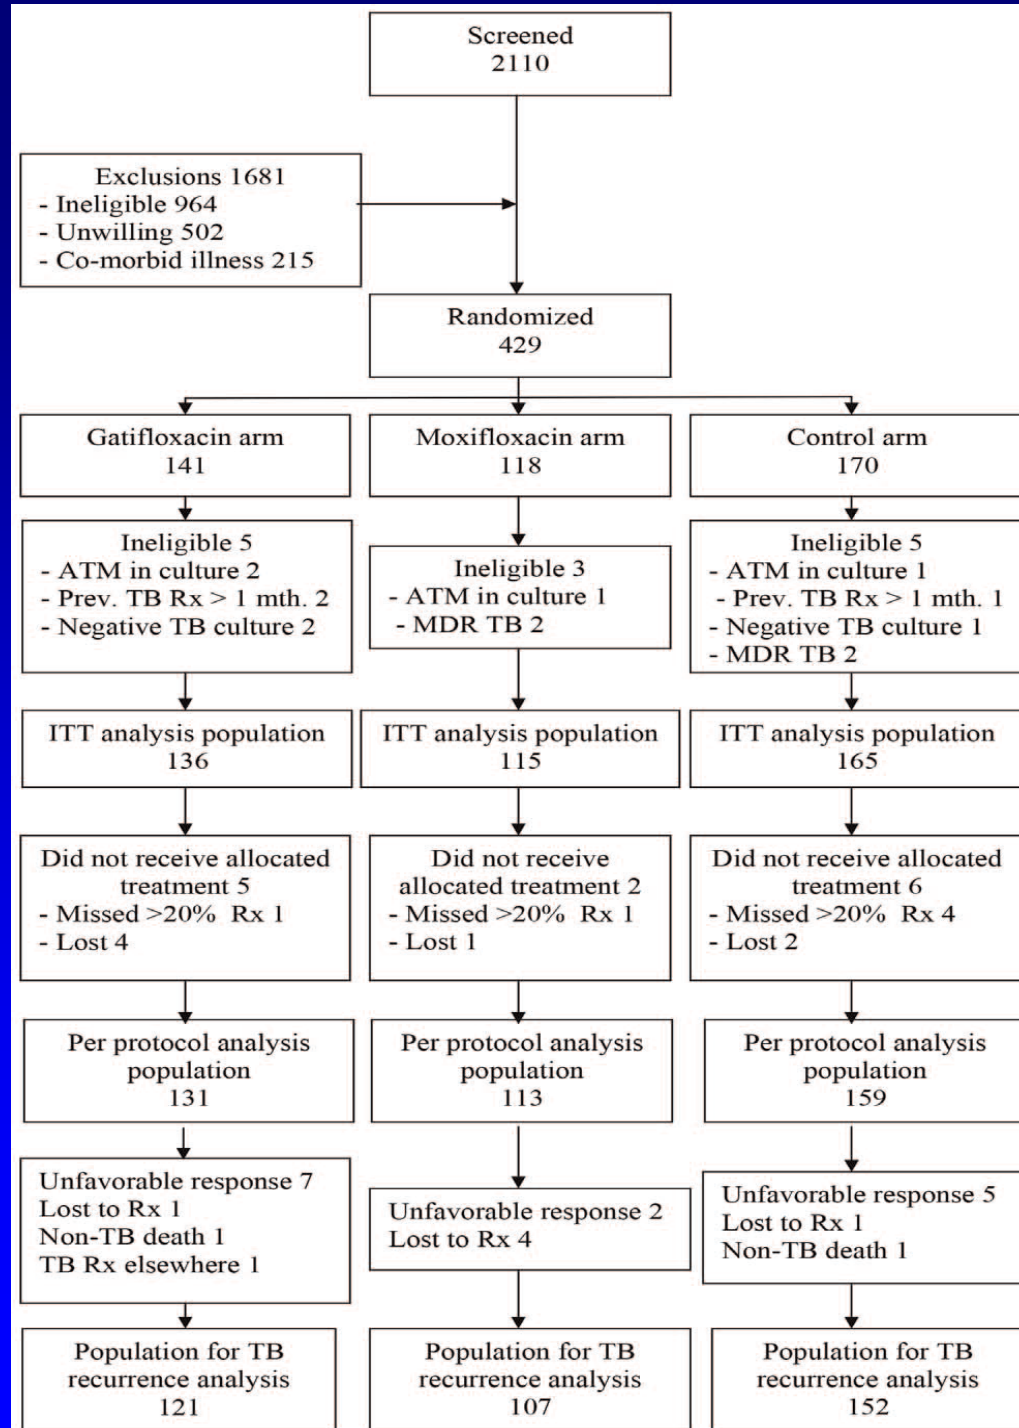 Screened
2110
Exclusions 1681
- Ineligible 964
- Unwilling 502
- Co-morbid illness 215
Randomized
429
Gatifloxacin arm
141
Moxifloxacin arm
118
Control arm
170
Ineligible 5
- ATM in culture 2
- Prev. TB Rx > 1 mth. 2
- Negative TB culture 2
Ineligible 3
- ATM in culture 1
- MDR TB 2
Ineligible 5
- ATM in culture 1
- Prev. TB Rx > 1 mth. 1
- Negative TB culture 1
- MDR TB 2
ITT analysis population
136
ITT analysis population
115
ITT analysis population
165
Did not receive allocated
treatment 5
- Missed >20% Rx 1
- Lost 4
Did not receive
allocated treatment 2
- Missed >20% Rx 1
- Lost 1
Did not receive allocated
treatment 6
- Missed >20% Rx 4
- Lost 2
Per protocol analysis
population
131
Per protocol analysis
population
113
Per protocol analysis
population
159
Unfavorable response 7
Lost to Rx 1
Non-TB death 1
TB Rx elsewhere 1
Unfavorable response 2
Lost to Rx 4
Unfavorable response 5
Lost to Rx 1
Non-TB death 1
Population for TB
recurrence analysis
121
Population for TB
recurrence analysis
107
Population for TB
recurrence analysis
152